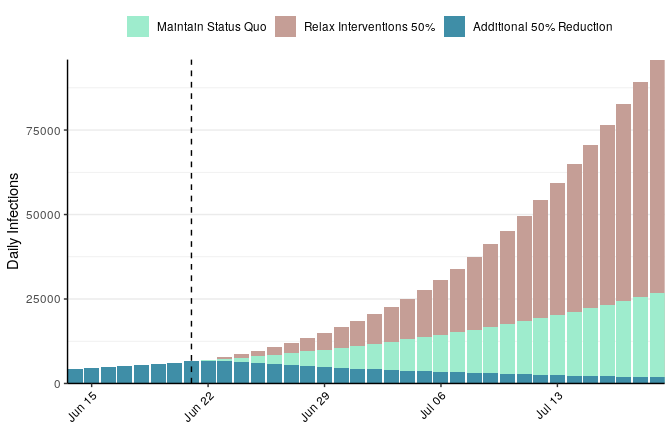 Maintain Status Quo Relax Interventions 50% Additional 50% Reduction
Daily Infections
75000
50000
25000
0
Jun 15 Jun 22 Jun 29 Jul 06 Jul 13